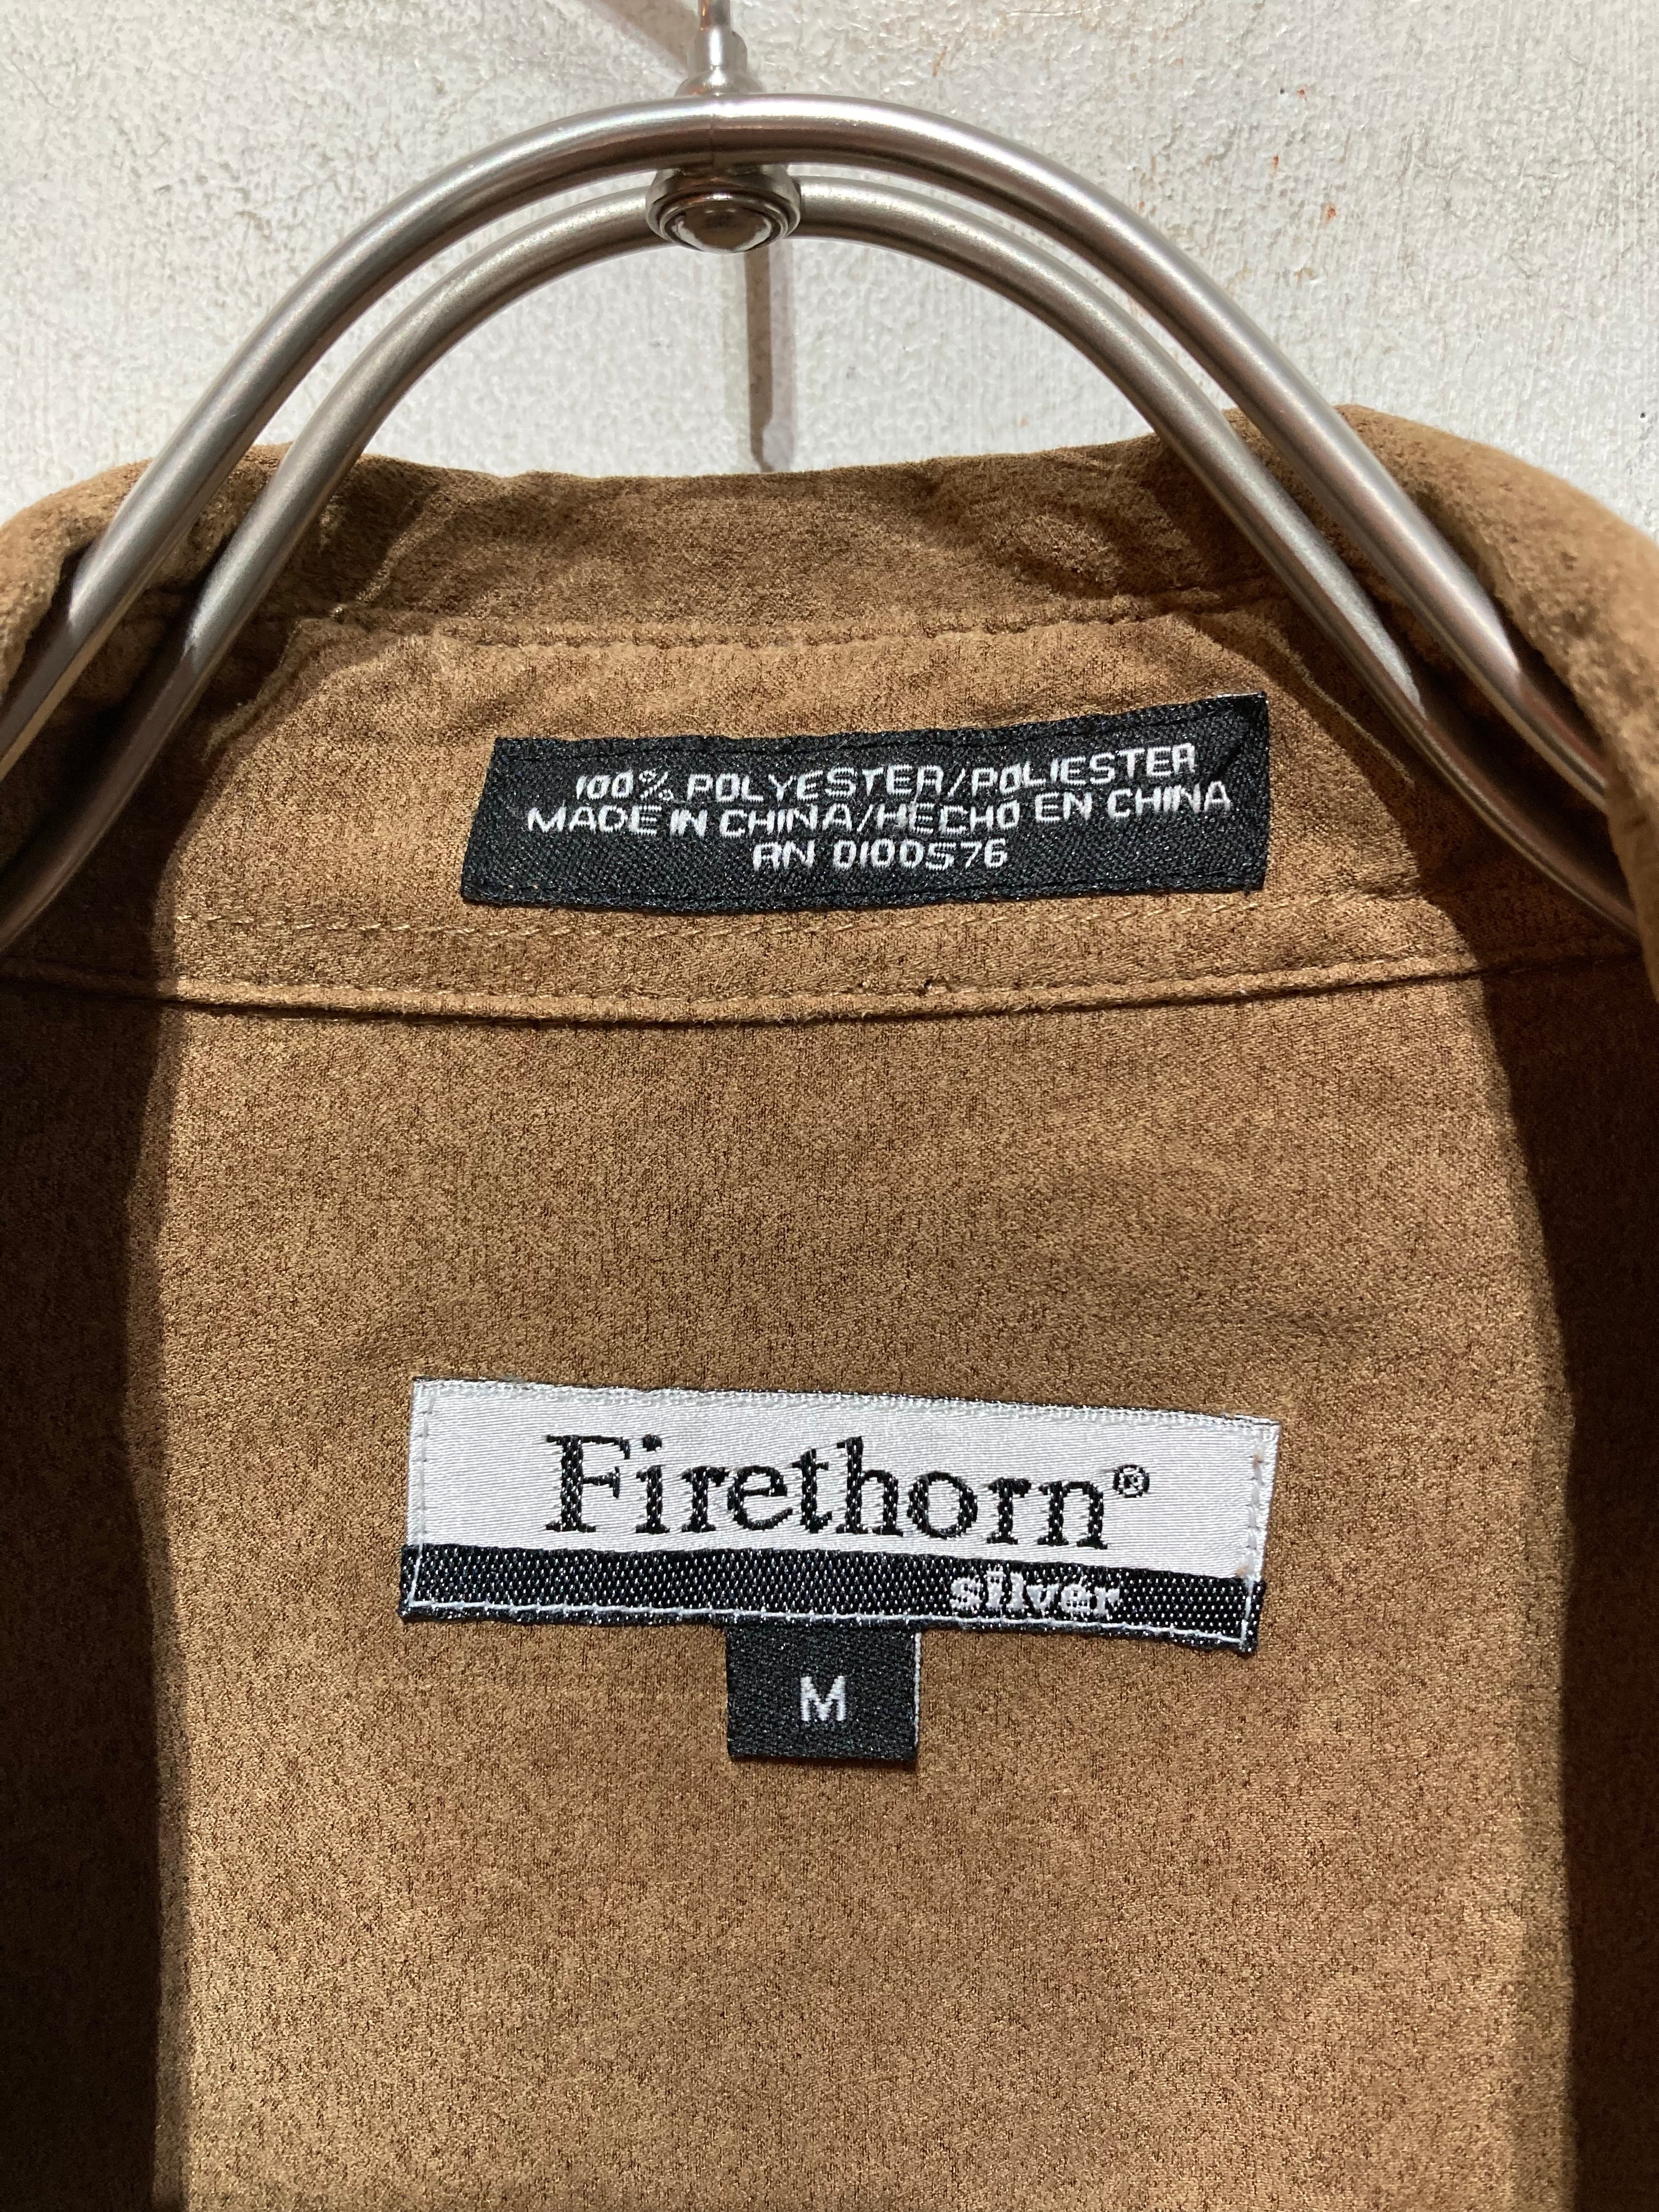 100% POLYESTER/POLIESTER
MADE IN CHINA/HECHO EN CHINA
RN 0100576
Firethorn®
silver
M